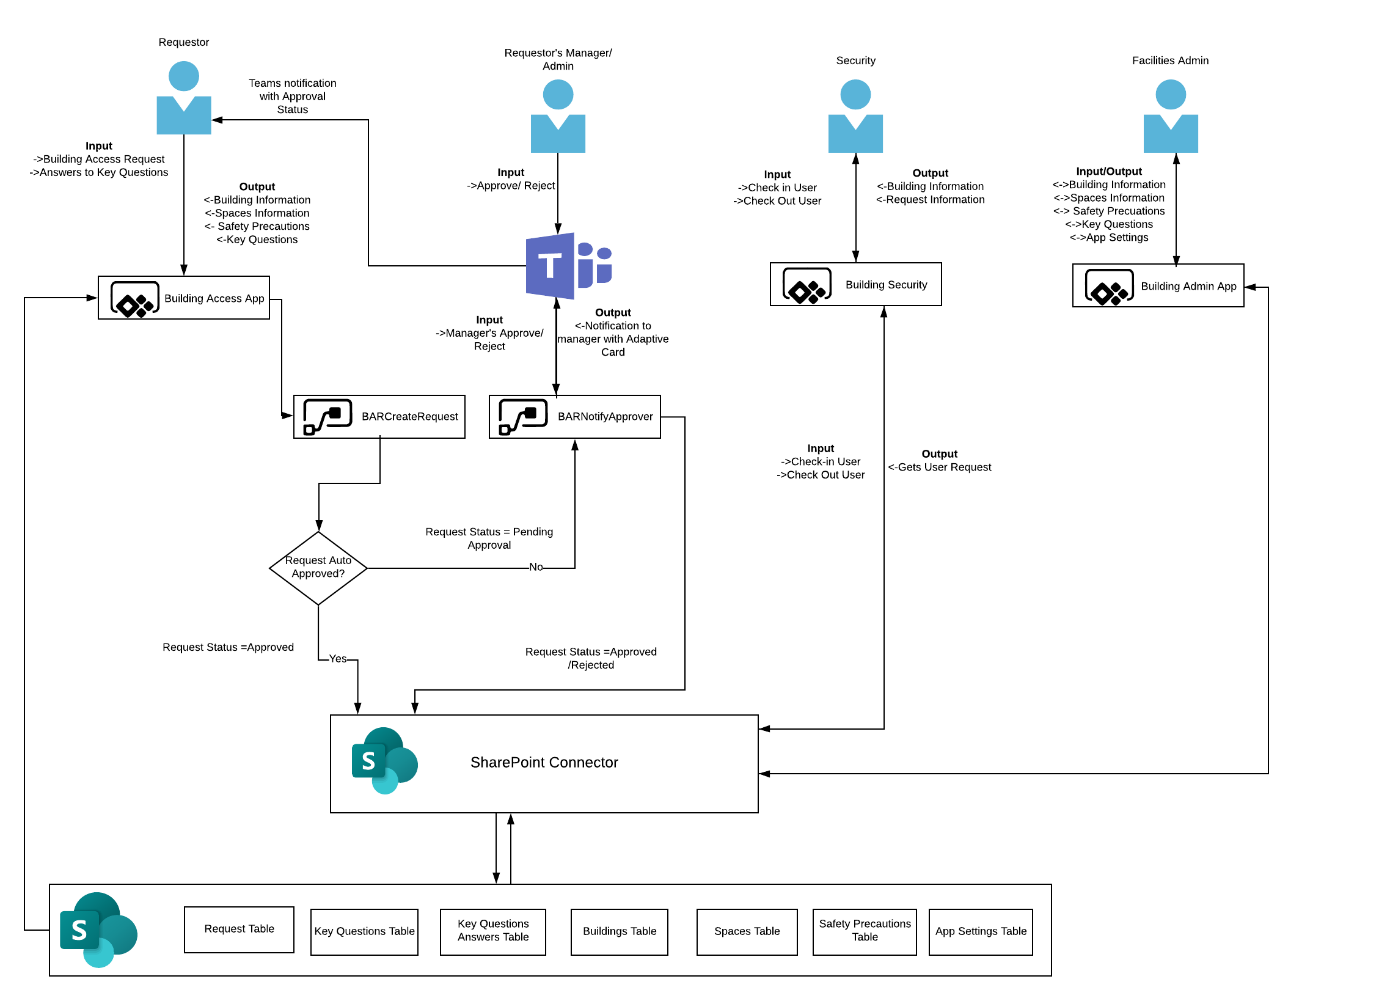 Requestor
Requestor's Manager/
Admin
Security
Facilities Admin
Teams notification
with Approval
Status
Input
->Building Access Request
->Answers to Key Questions
Output
<-Building Information
<-Spaces Information
<- Safety Precautions
<-Key Questions
Input
->Approve/ Reject
Input
->Check in User
->Check Out User
Output
<-Building Information
<-Request Information
Input/Output
<->Building Information
<->Spaces Information
<-> Safety Precuations
<->Key Questions
<->App Settings
T
Building Access App
Building Security
Building Admin App
Input
->Manager's Approve/
Reject
Output
<-Notification to
manager with Adaptive
Card
BARCreateRequest
BARNotifyApprover
Input
->Check-in User
->Check Out User
Output
<-Gets User Request
Request Status = Pending
Approval
Request Auto
Approved?
No
Request Status =Approved
Yes
Request Status =Approved
/Rejected
S
SharePoint Connector
S
Request Table
Key Questions Table
Key Questions
Answers Table
Buildings Table
Spaces Table
Safety Precautions
Table
App Settings Table